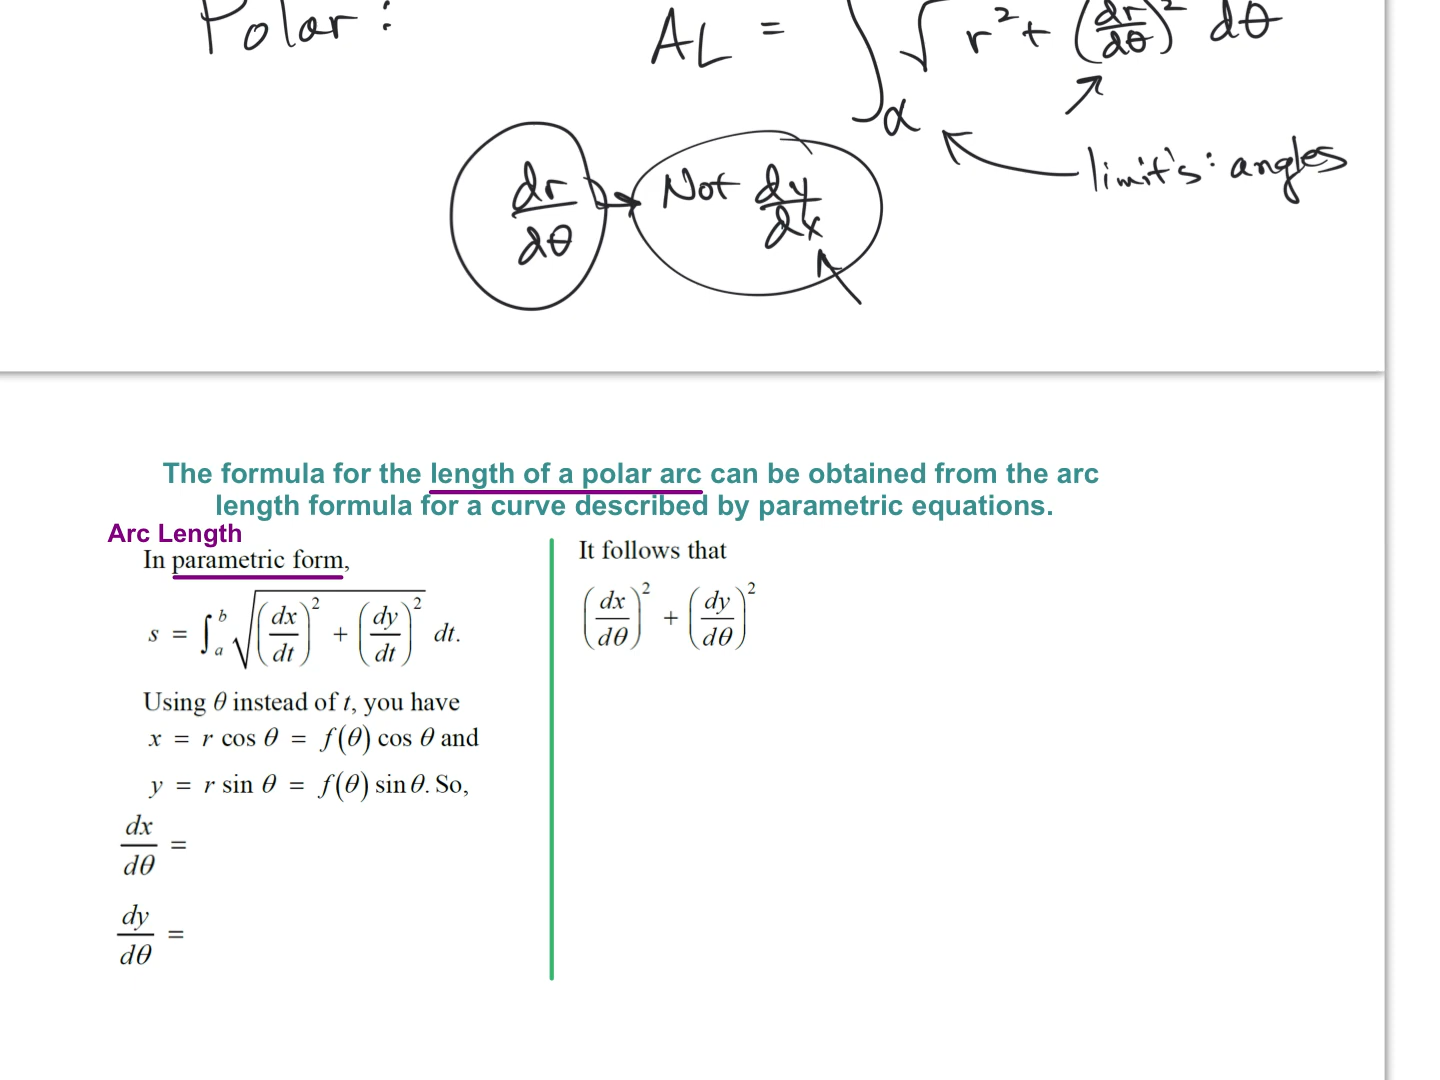 Polar:
AL = ∫α √ r² + (dr/dθ)² dθ
limit's: angles
dr/dθ → Not dy/dx
The formula for the length of a polar arc can be obtained from the arc
length formula for a curve described by parametric equations.
Arc Length
In parametric form,
s = ∫_a^b √((dx/dt)² + (dy/dt)²) dt.
Using θ instead of t, you have
x = r cos θ = f(θ) cos θ and
y = r sin θ = f(θ) sin θ. So,
dx/dθ =
dy/dθ =
It follows that
(dx/dθ)² + (dy/dθ)²